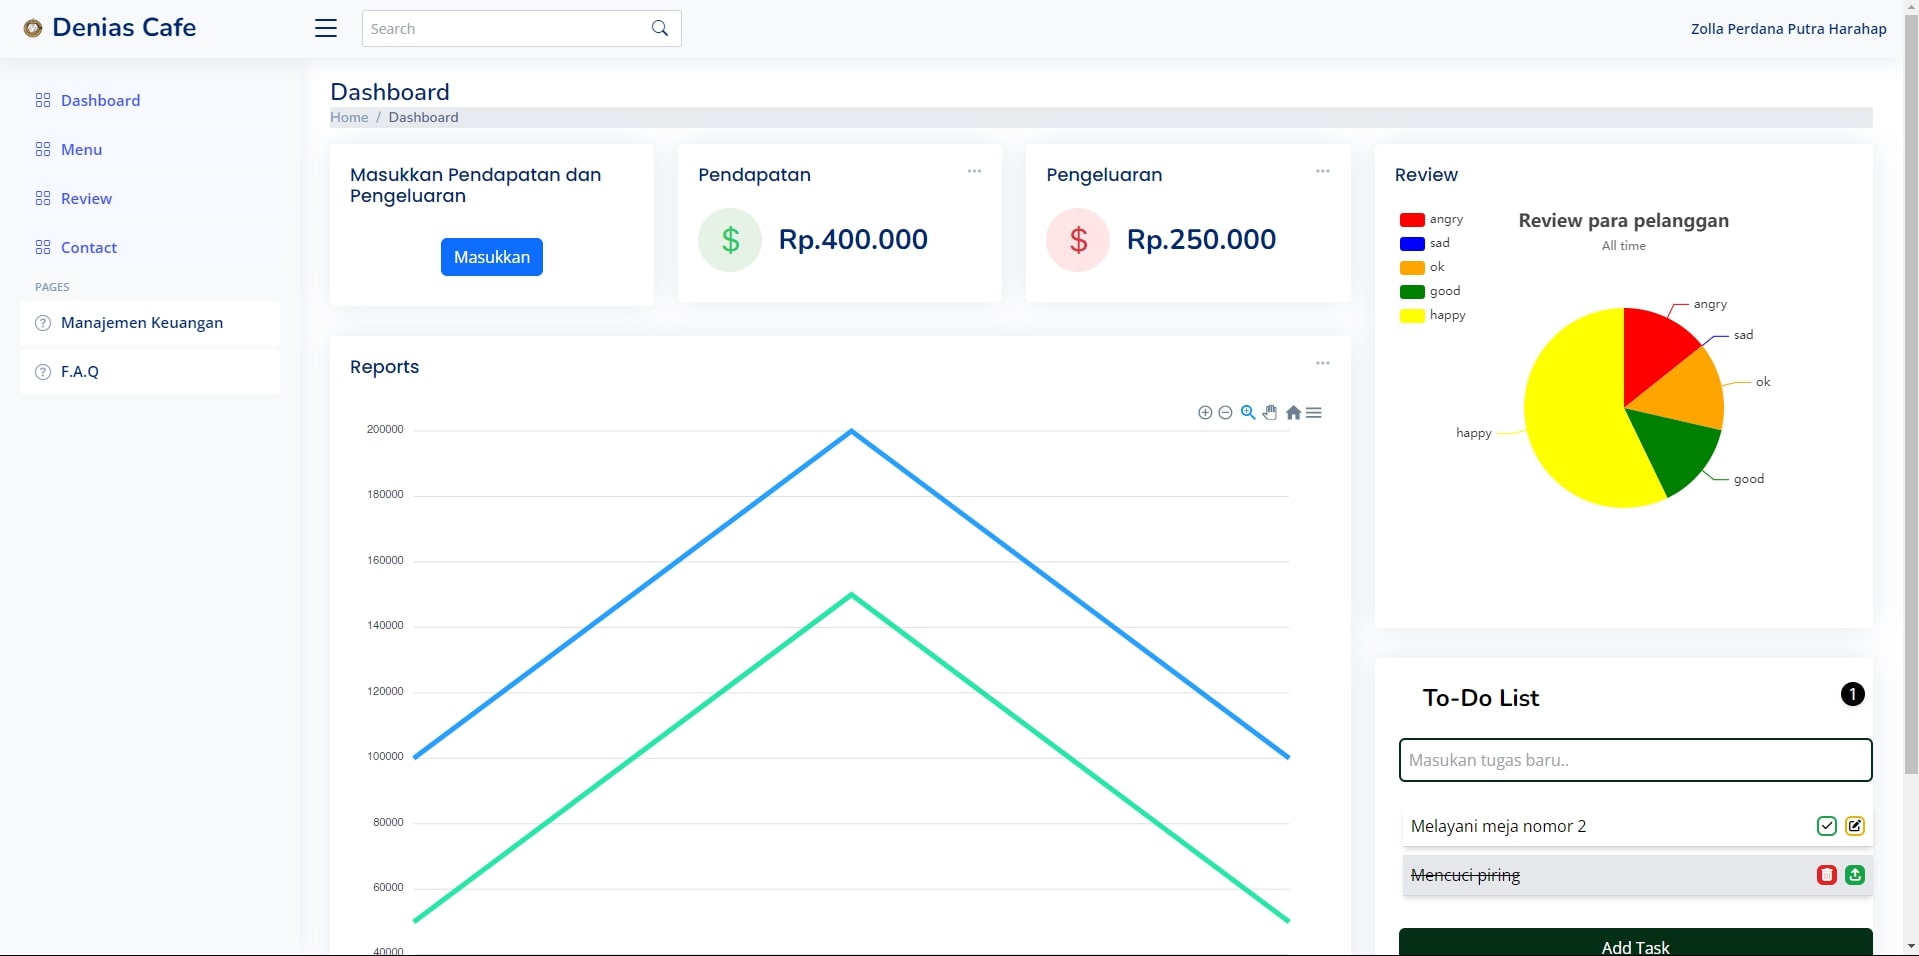 Denias Cafe
Search
Zolla Perdana Putra Harahap
Dashboard
Menu
Review
Contact
PAGES
Manajemen Keuangan
F.A.Q
Dashboard
Home / Dashboard
Masukkan Pendapatan dan
Pengeluaran
Masukkan
Pendapatan
$
Rp.400.000
Pengeluaran
$
Rp.250.000
Reports
200000
180000
160000
140000
120000
100000
80000
60000
40000
Review
angry
sad
ok
good
happy
Review para pelanggan
All time
angry
sad
ok
good
happy
To-Do List
1
Masukan tugas baru..
Melayani meja nomor 2
Mencuci piring
Add Task